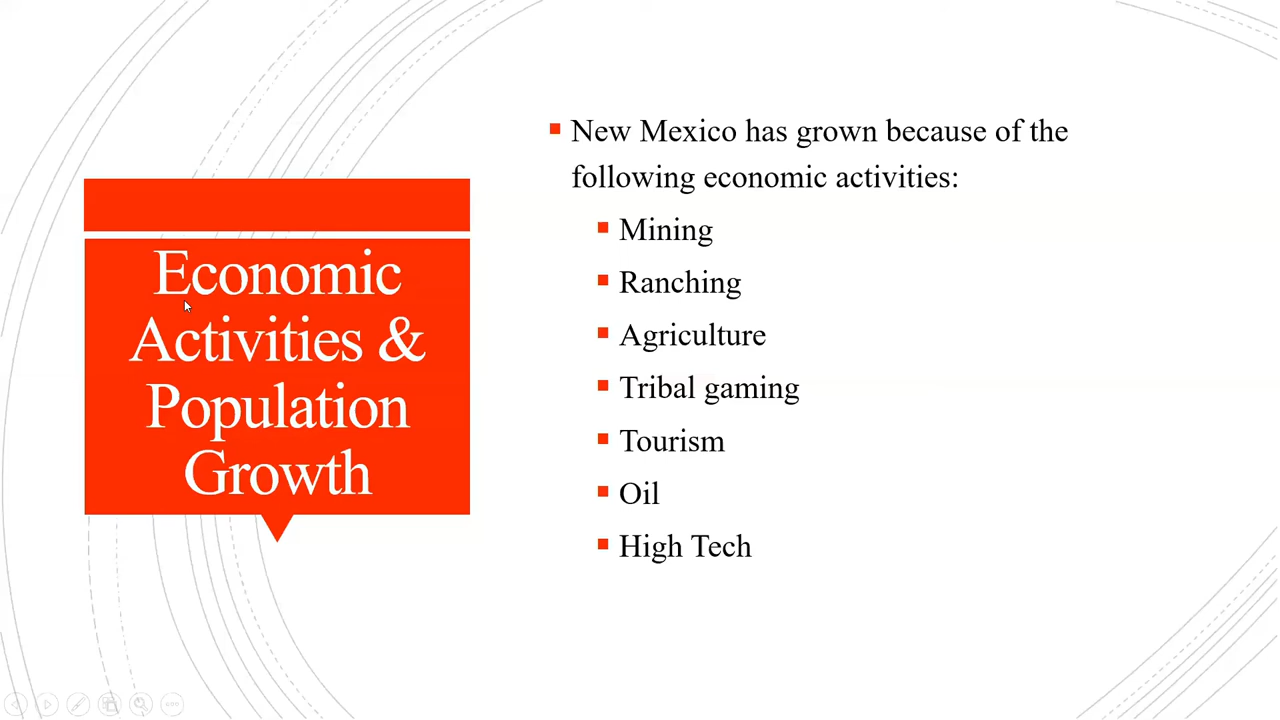 Economic
Activities &
Population
Growth
New Mexico has grown because of the
following economic activities:
Mining
Ranching
Agriculture
Tribal gaming
Tourism
Oil
High Tech